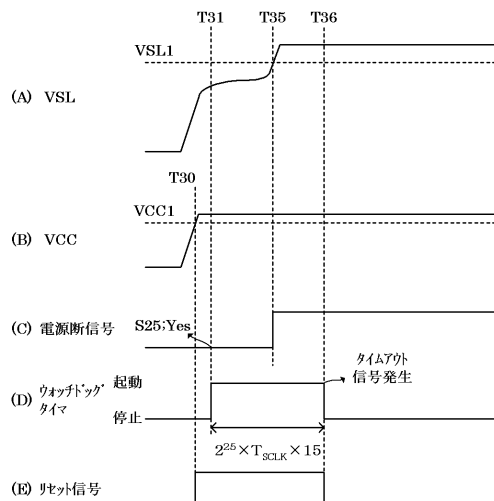 T31 T35 T36
VSL1
(A) VSL
T30
VCC1
(B) VCC
(C) 電源断信号
S25;Yes
タイムアウト
信号発生
(D) ウォッチドッグ
タイマ
起動
停止
2²⁵×T_SCLK×15
(E) リセット信号